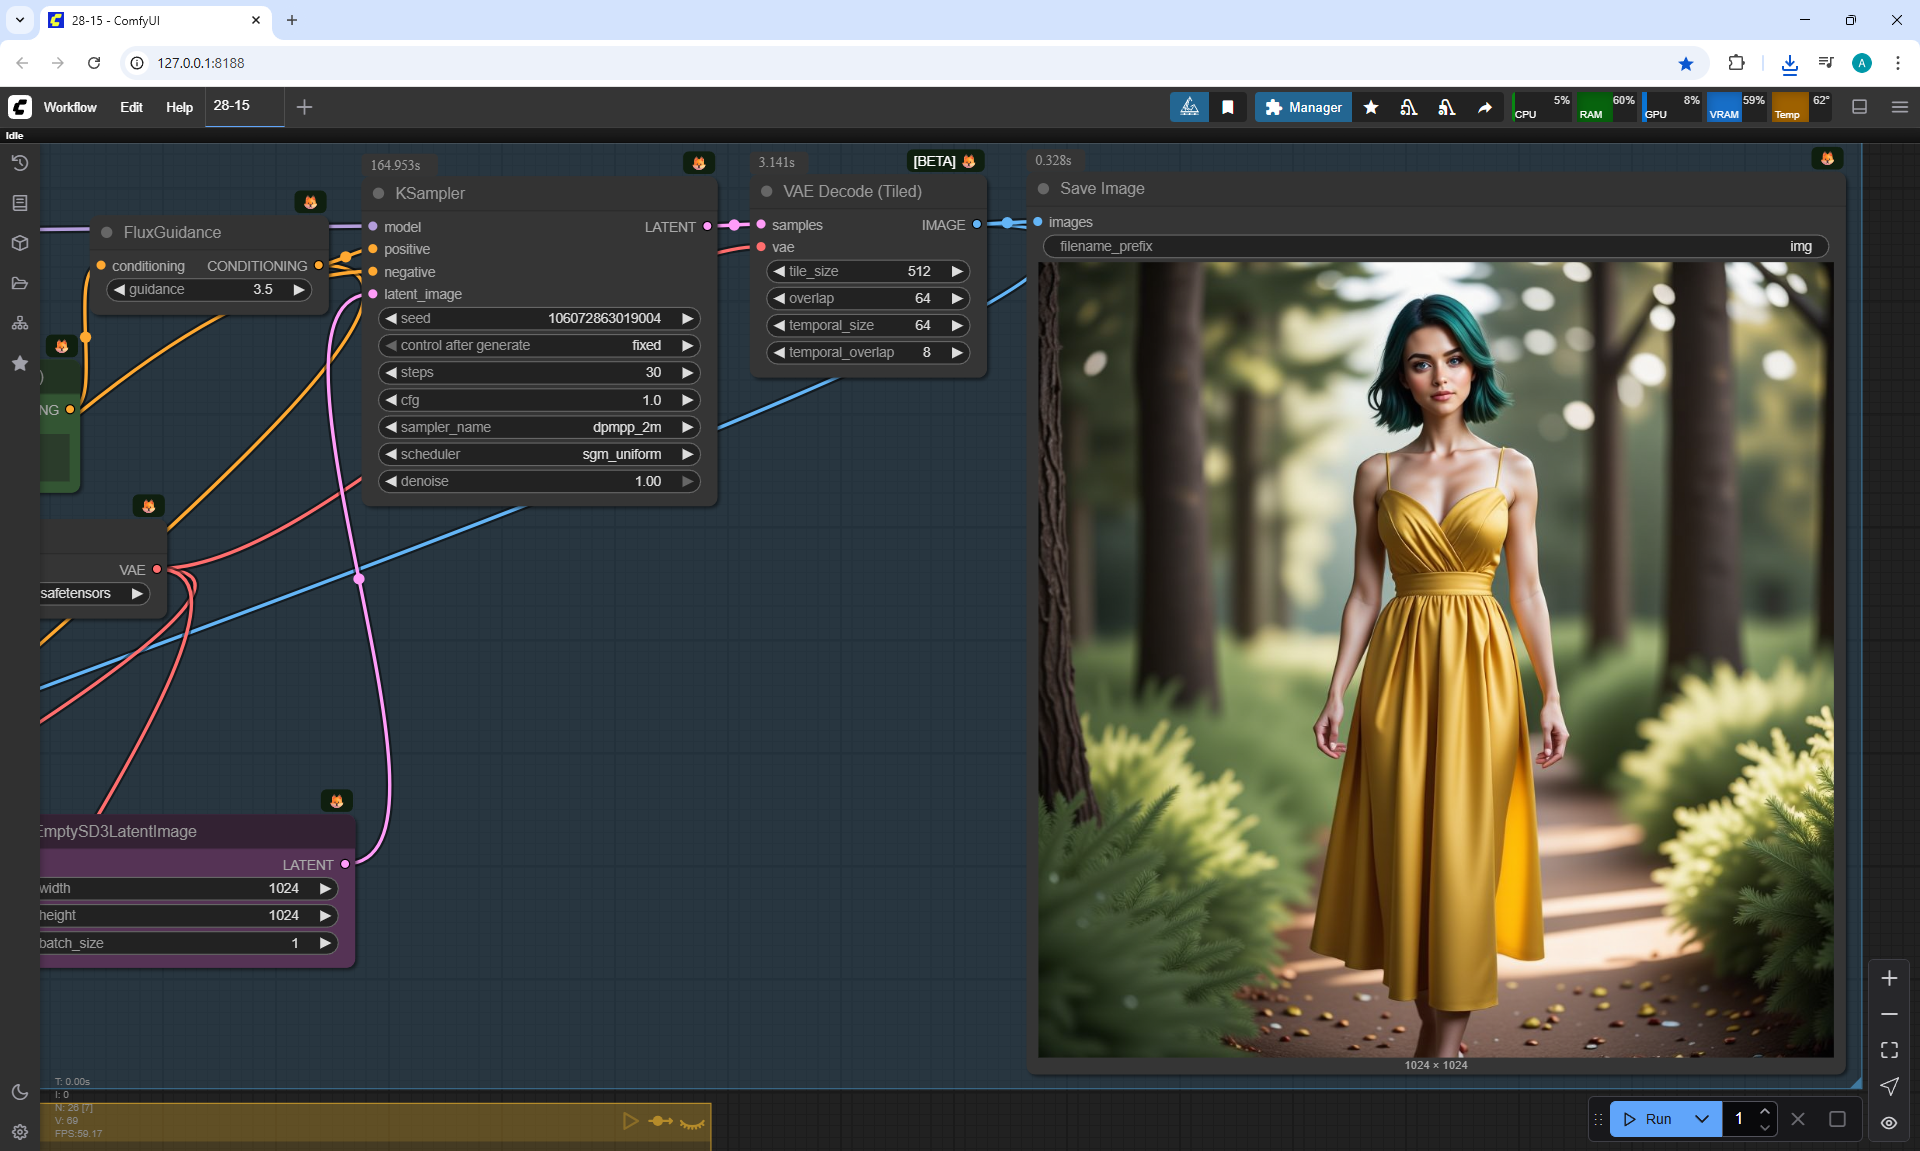 28-15 - ComfyUI
127.0.0.1:8188
Workflow Edit Help 28-15
Manager
CPU 5% RAM 60% GPU 8% VRAM 59% Temp 62°
Idle
164.953s
KSampler
model LATENT
positive
negative
latent_image
seed 106072863019004
control after generate fixed
steps 30
cfg 1.0
sampler_name dpmpp_2m
scheduler sgm_uniform
denoise 1.00
3.141s
[BETA]
VAE Decode (Tiled)
samples IMAGE
vae
tile_size 512
overlap 64
temporal_size 64
temporal_overlap 8
0.328s
Save Image
images
filename_prefix img
1024 × 1024
FluxGuidance
conditioning CONDITIONING
guidance 3.5
)
NG
VAE
safetensors
EmptySD3LatentImage
LATENT
width 1024
height 1024
batch_size 1
T: 0.00s
I: 0
N: 26 [7]
V: 69
FPS:59.17
Run 1
A